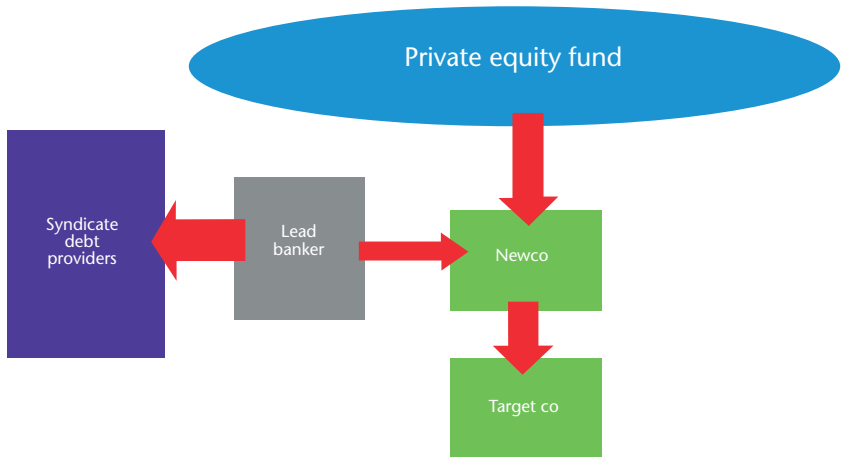 Private equity fund
Syndicate
debt
providers
Lead
banker
Newco
Target co